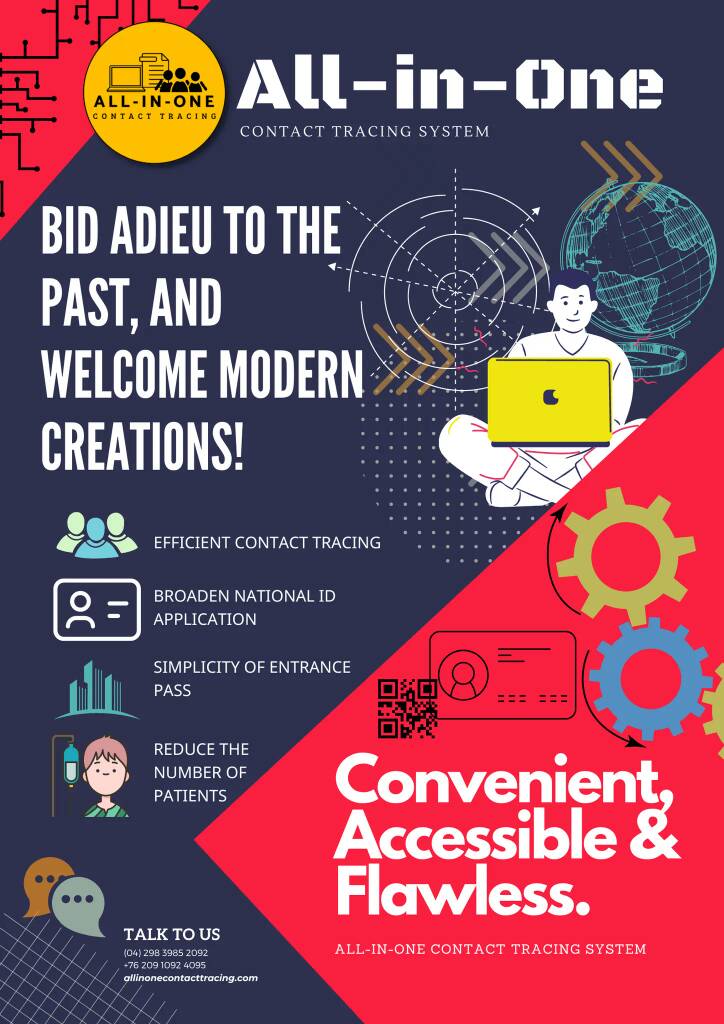 ALL-IN-ONE
CONTACT TRACING
All-in-One
CONTACT TRACING SYSTEM
BID ADIEU TO THE
PAST, AND
WELCOME MODERN
CREATIONS!
EFFICIENT CONTACT TRACING
BROADEN NATIONAL ID
APPLICATION
SIMPLICITY OF ENTRANCE
PASS
REDUCE THE
NUMBER OF
PATIENTS
Convenient,
Accessible &
Flawless.
ALL-IN-ONE CONTACT TRACING SYSTEM
TALK TO US
(04) 298 3985 2092
+76 209 1092 4095
allinonecontacttracing.com